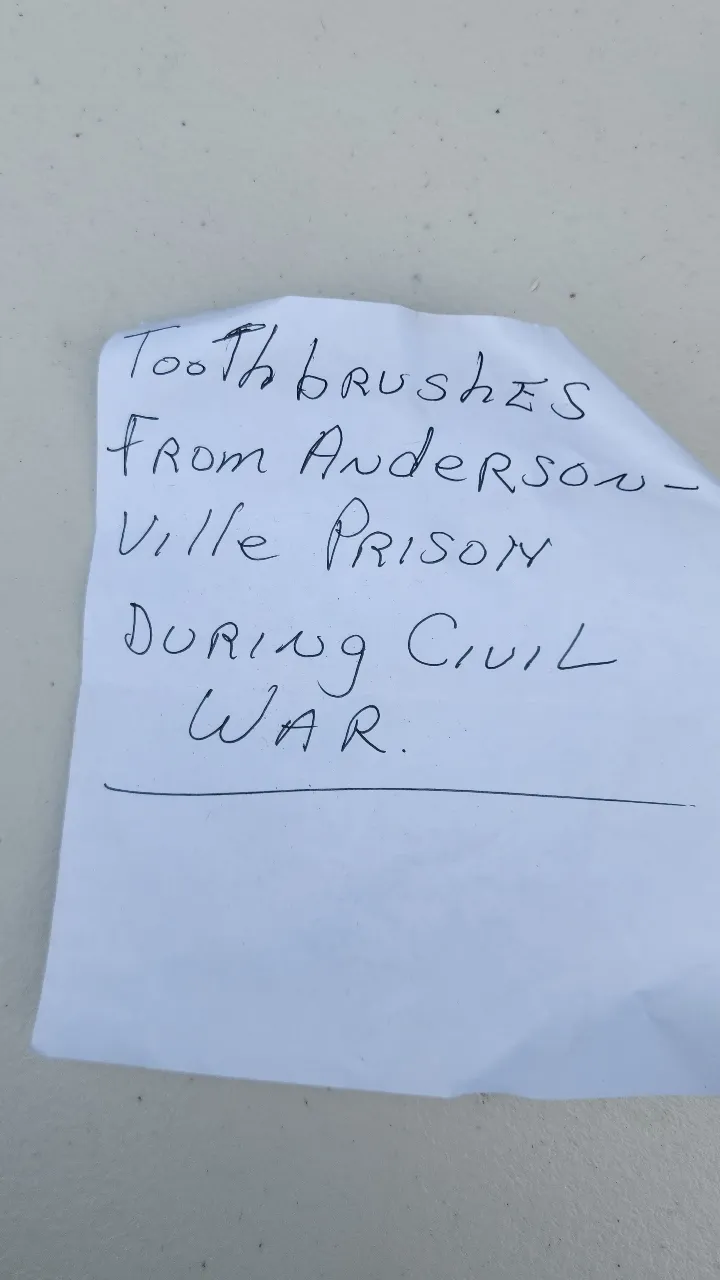 Toothbrushes
From Anderson-
Ville Prison
During Civil
War.